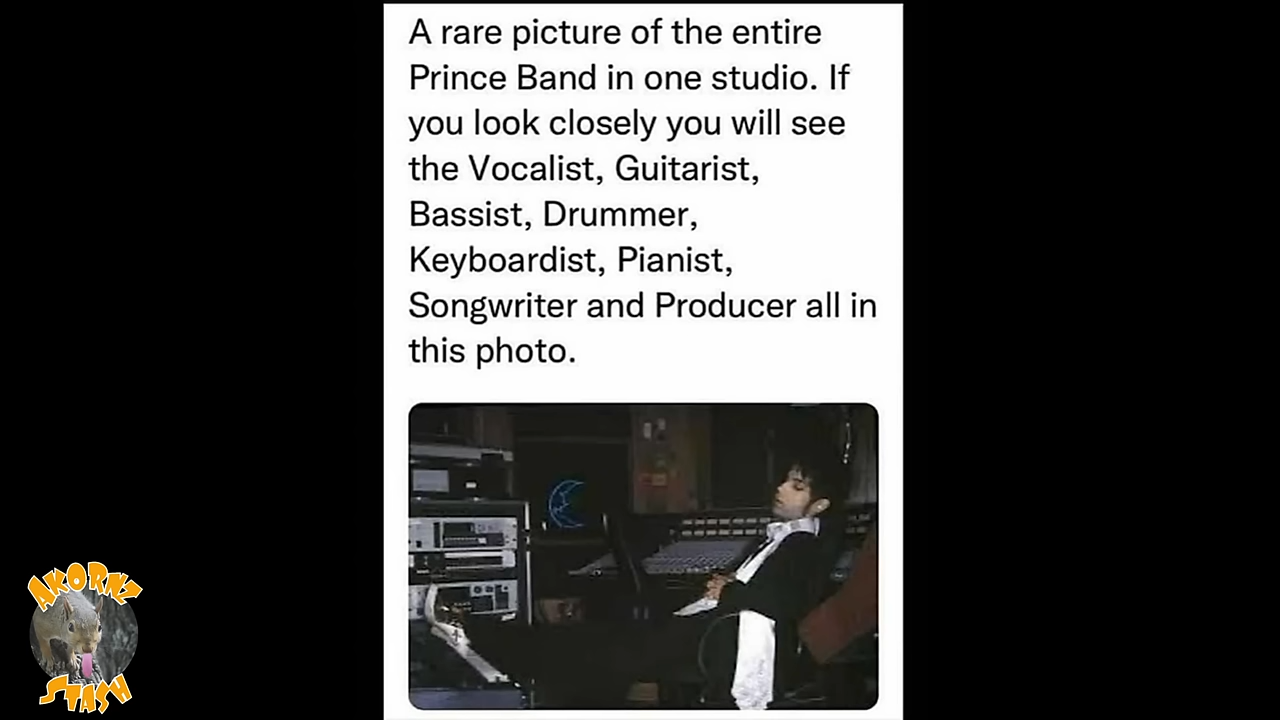 A rare picture of the entire
Prince Band in one studio. If
you look closely you will see
the Vocalist, Guitarist,
Bassist, Drummer,
Keyboardist, Pianist,
Songwriter and Producer all in
this photo.
AKORNZ
STASH